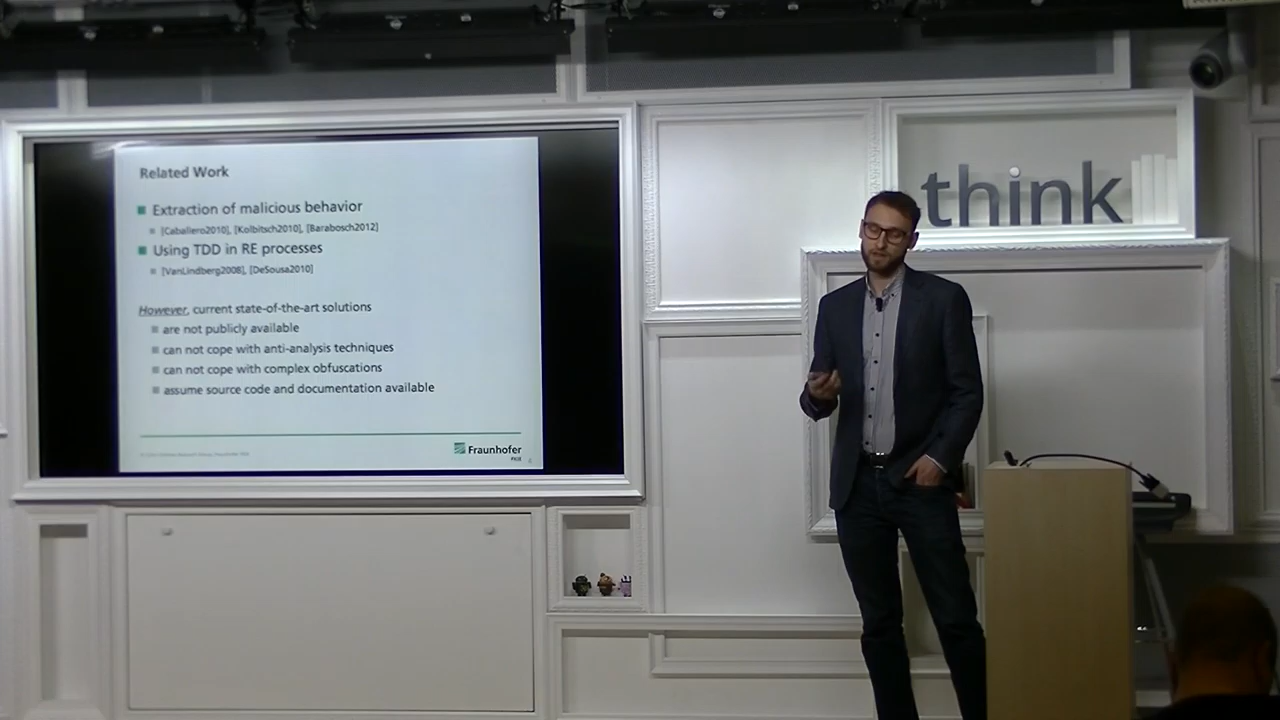 Related Work
Extraction of malicious behavior
[Caballero2010], [Kolbitsch2010], [Barabosch2012]
Using TDD in RE processes
[VanLindberg2008], [DeSousa2010]
However, current state-of-the-art solutions
are not publicly available
can not cope with anti-analysis techniques
can not cope with complex obfuscations
assume source code and documentation available
Fraunhofer
FKIE
think